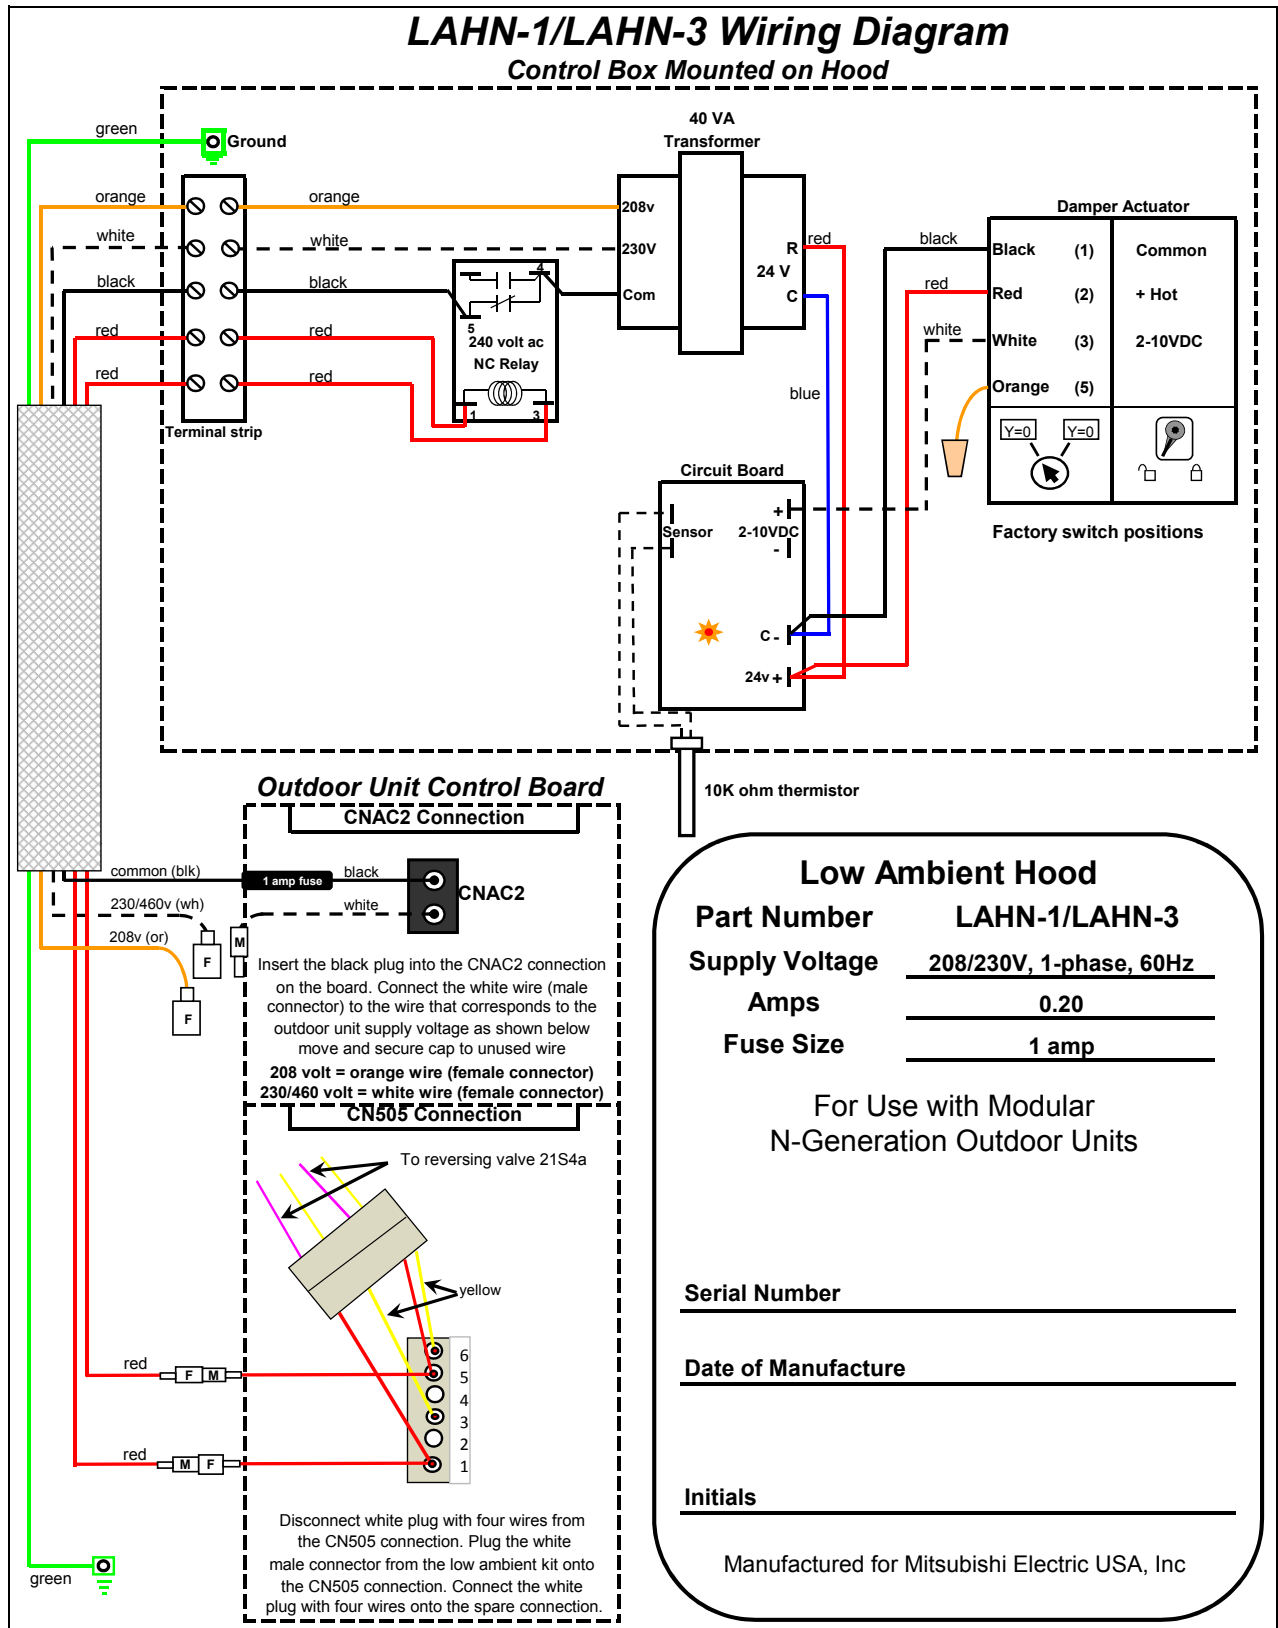 LAHN-1/LAHN-3 Wiring Diagram
Control Box Mounted on Hood
green
Ground
40 VA
Transformer
orange
orange
208v
Damper Actuator
white
white
230V
R
red
black
Black (1) Common
24 V
black
black
4
Com
C
red
Red (2) + Hot
5
red
red
240 volt ac
NC Relay
white
White (3) 2-10VDC
red
red
1
3
blue
Orange (5)
Terminal strip
Y=0
Y=0
Circuit Board
+
Sensor
2-10VDC
-
Factory switch positions
C -
24v +
10K ohm thermistor
Outdoor Unit Control Board
CNAC2 Connection
common (blk)
1 amp fuse
black
CNAC2
230/460v (wh)
white
208v (or)
F
M
F
Insert the black plug into the CNAC2 connection
on the board. Connect the white wire (male
connector) to the wire that corresponds to the
outdoor unit supply voltage as shown below
move and secure cap to unused wire
208 volt = orange wire (female connector)
230/460 volt = white wire (female connector)
CN505 Connection
To reversing valve 21S4a
yellow
6
5
4
3
2
1
red
F M
red
M F
Disconnect white plug with four wires from
the CN505 connection. Plug the white
male connector from the low ambient kit onto
the CN505 connection. Connect the white
plug with four wires onto the spare connection.
green
Low Ambient Hood
Part Number LAHN-1/LAHN-3
Supply Voltage 208/230V, 1-phase, 60Hz
Amps 0.20
Fuse Size 1 amp
For Use with Modular
N-Generation Outdoor Units
Serial Number
Date of Manufacture
Initials
Manufactured for Mitsubishi Electric USA, Inc